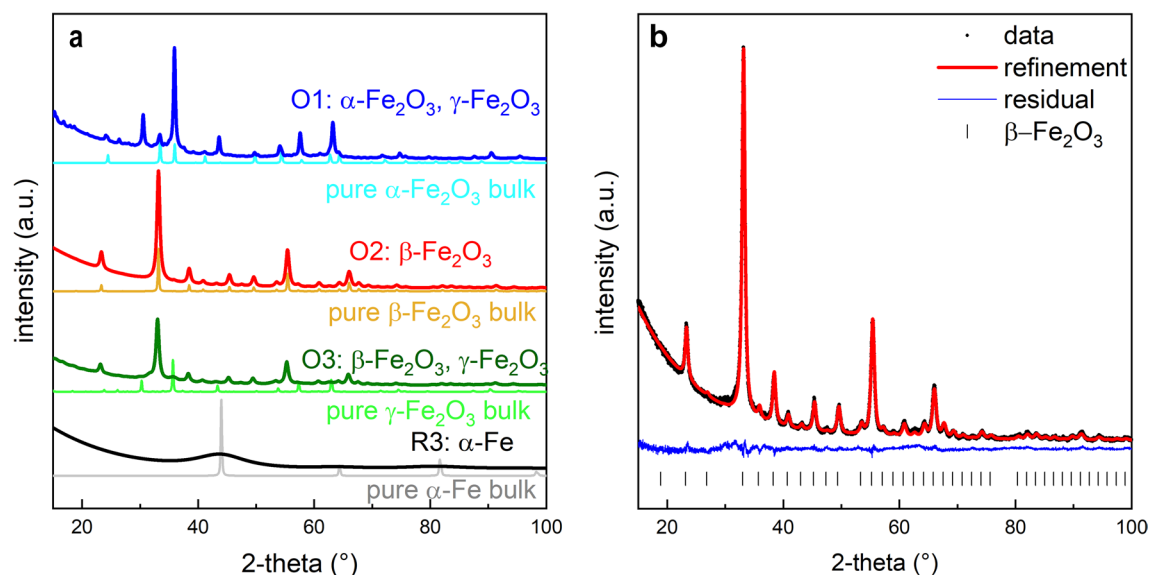 a
O1: α-Fe₂O₃, γ-Fe₂O₃
pure α-Fe₂O₃ bulk
O2: β-Fe₂O₃
pure β-Fe₂O₃ bulk
O3: β-Fe₂O₃, γ-Fe₂O₃
pure γ-Fe₂O₃ bulk
R3: α-Fe
pure α-Fe bulk
intensity (a.u.)
20 40 60 80 100
2-theta (°)
b
data
refinement
residual
β–Fe₂O₃
intensity (a.u.)
20 40 60 80 100
2-theta (°)